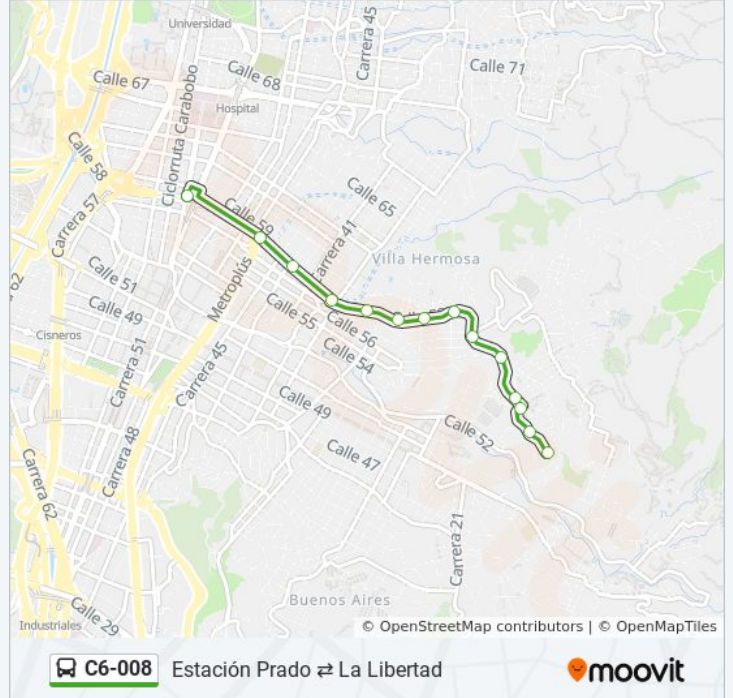 Universidad
Carrera 45
Calle 67
Calle 68
Calle 71
Hospital
Ciclorruta Carabobo
Calle 58
Calle 65
Carrera 57
Calle 59
Carrera 41
Villa Hermosa
62
Calle 51
Metroplús
Calle 49
Calle 55
Calle 56
Cisneros
Calle 54
Carrera 51
Carrera 45
Calle 49
Calle 52
Carrera 48
Calle 47
Carrera 62
Carrera 21
Buenos Aires
Calle 29
Industriales
© OpenStreetMap contributors | © OpenMapTiles
C6-008 Estación Prado ⇄ La Libertad
moovit